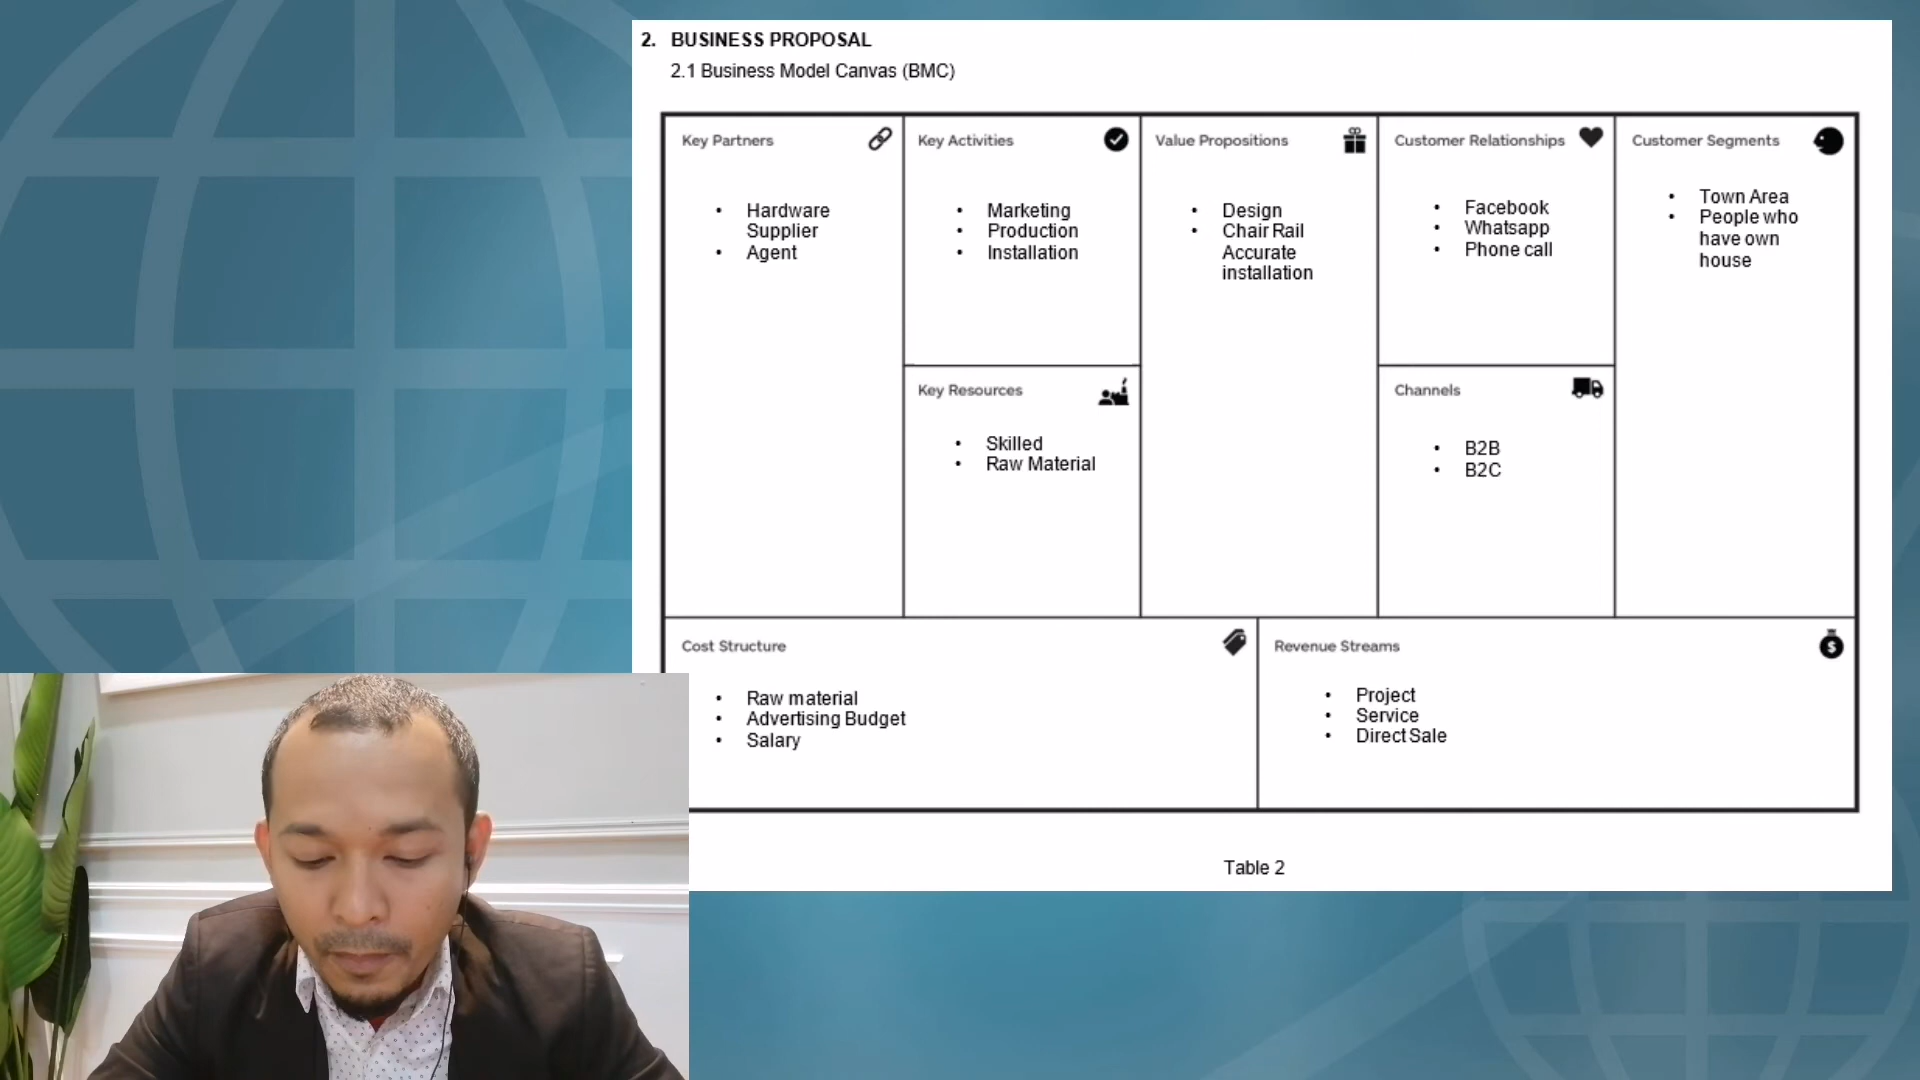 2. BUSINESS PROPOSAL
2.1 Business Model Canvas (BMC)
Key Partners
• Hardware
Supplier
• Agent
Key Activities
• Marketing
• Production
• Installation
Key Resources
• Skilled
• Raw Material
Value Propositions
• Design
• Chair Rail
Accurate
installation
Customer Relationships
• Facebook
• Whatsapp
• Phone call
Channels
• B2B
• B2C
Customer Segments
• Town Area
• People who
have own
house
Cost Structure
• Raw material
• Advertising Budget
• Salary
Revenue Streams
$
• Project
• Service
• Direct Sale
Table 2